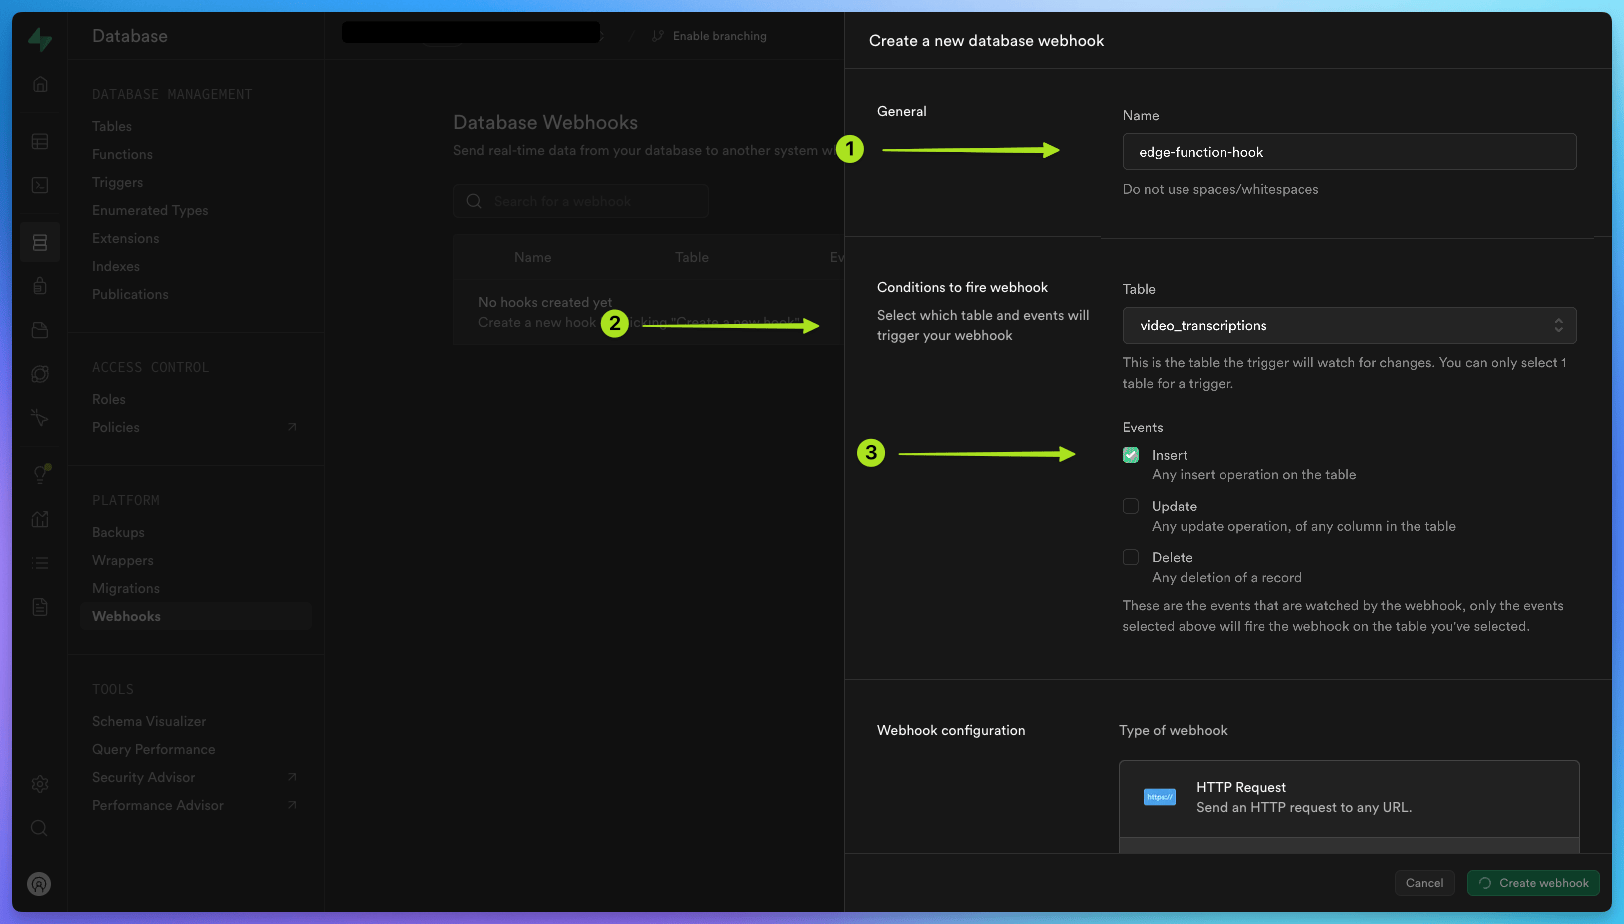 Database
Enable branching
DATABASE MANAGEMENT
Tables
Functions
Triggers
Enumerated Types
Extensions
Indexes
Publications
ACCESS CONTROL
Roles
Policies
PLATFORM
Backups
Wrappers
Migrations
Webhooks
TOOLS
Schema Visualizer
Query Performance
Security Advisor
Performance Advisor
Database Webhooks
Send real-time data from your database to another system
Search for a webhook
Name Table Ev
No hooks created yet
Create a new hook icking "Create a new hook"
Create a new database webhook
General
1
Name
edge-function-hook
Do not use spaces/whitespaces
Conditions to fire webhook
Select which table and events will
trigger your webhook
2
Table
video_transcriptions
This is the table the trigger will watch for changes. You can only select 1
table for a trigger.
Events
3
Insert
Any insert operation on the table
Update
Any update operation, of any column in the table
Delete
Any deletion of a record
These are the events that are watched by the webhook, only the events
selected above will fire the webhook on the table you've selected.
Webhook configuration
Type of webhook
https://
HTTP Request
Send an HTTP request to any URL.
Cancel
Create webhook